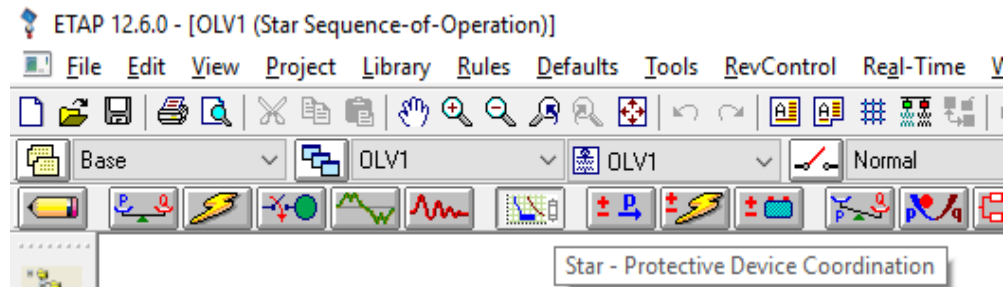 ETAP 12.6.0 - [OLV1 (Star Sequence-of-Operation)]
File Edit View Project Library Rules Defaults Tools RevControl Real-Time
Base OLV1 OLV1 Normal
Star - Protective Device Coordination